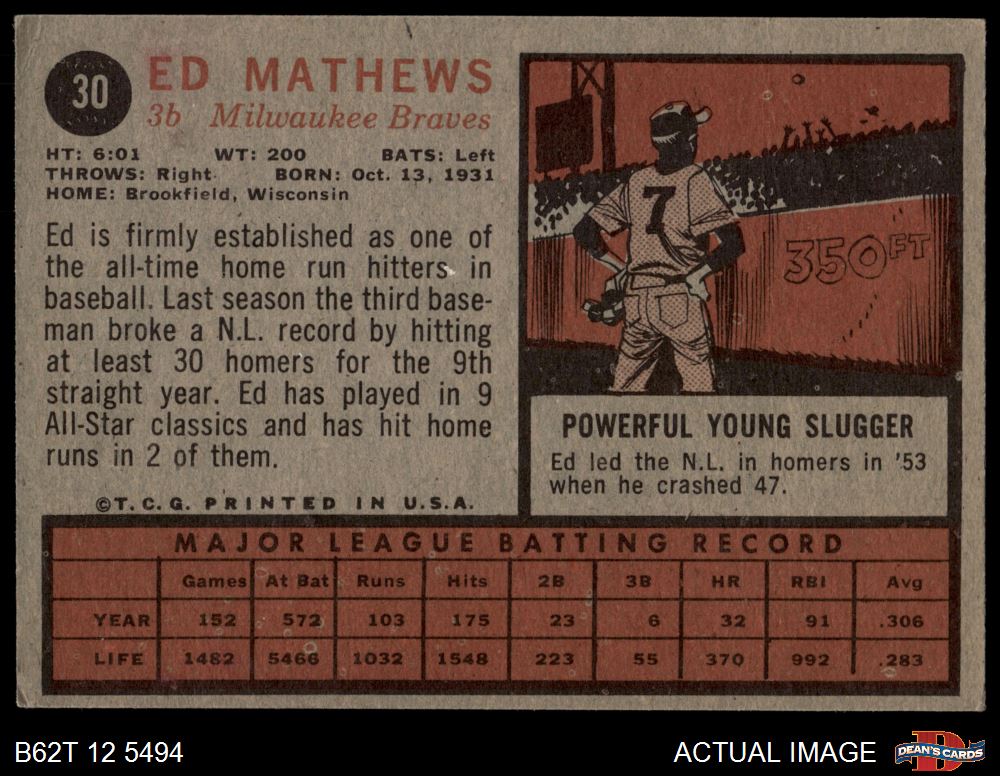 30
ED MATHEWS
3b Milwaukee Braves
HT: 6:01 WT: 200 BATS: Left
THROWS: Right BORN: Oct. 13, 1931
HOME: Brookfield, Wisconsin
Ed is firmly established as one of
the all-time home run hitters in
baseball. Last season the third base-
man broke a N.L. record by hitting
at least 30 homers for the 9th
straight year. Ed has played in 9
All-Star classics and has hit home
runs in 2 of them.
©T.C.G. PRINTED IN U.S.A.
7
350 FT
POWERFUL YOUNG SLUGGER
Ed led the N.L. in homers in '53
when he crashed 47.
MAJOR LEAGUE BATTING RECORD
Games At Bat Runs Hits 2B 3B HR RBI Avg
YEAR 152 572 103 175 23 6 32 91 .306
LIFE 1482 5466 1032 1548 223 55 370 992 .283
B62T 12 5494 ACTUAL IMAGE
D
DEAN'S CARDS